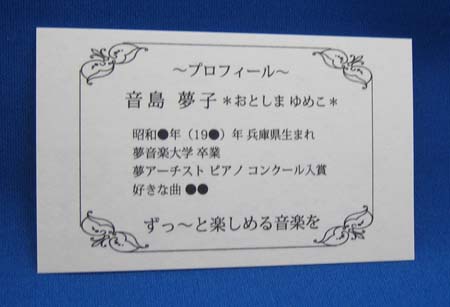 ～プロフィール～
音島 夢子 ＊おとしま ゆめこ＊
昭和●年（19●）年 兵庫県生まれ
夢音楽大学 卒業
夢アーチスト ピアノ コンクール入賞
好きな曲 ●●
ずっ～と楽しめる音楽を